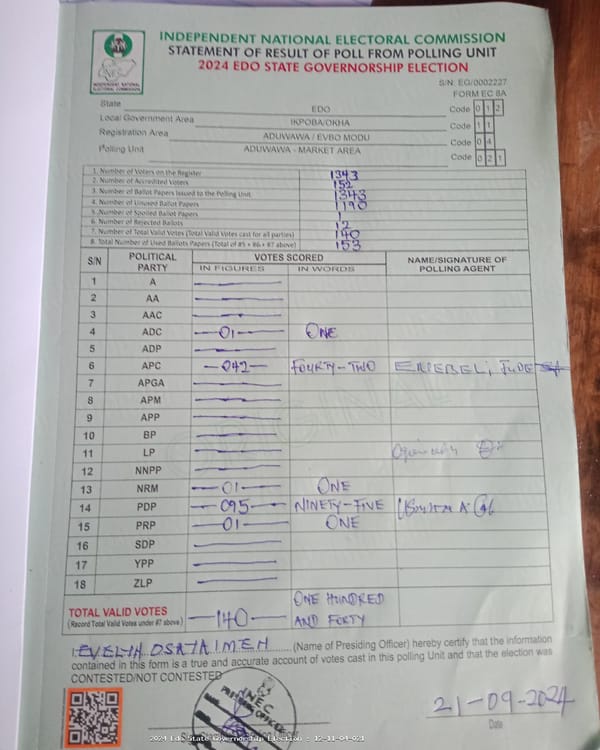 INDEPENDENT NATIONAL ELECTORAL COMMISSION
STATEMENT OF RESULT OF POLL FROM POLLING UNIT
2024 EDO STATE GOVERNORSHIP ELECTION
INDEPENDENT NATIONAL ELECTORAL COMMISSION
S/N: EG/0002227
FORM EC 8A
State EDO Code 0 1 2
Local Government Area IKPOBA/OKHA Code 1 1
Registration Area ADUWAWA / EVBO MODU Code 0 4
Polling Unit ADUWAWA - MARKET AREA Code 0 2 1
1. Number of Voters on the Register 1343
2. Number of Accredited Voters 152
3. Number of Ballot Papers Issued to the Polling Unit 1343
4. Number of Unused Ballot Papers 1190
5. Number of Spoiled Ballot Papers 1
6. Number of Rejected Ballots 12
7. Number of Total Valid Votes (Total Valid Votes cast for all parties) 140
8. Total Number of Used Ballots Papers (Total of #5 + #6 + #7 above) 153
S/N POLITICAL PARTY VOTES SCORED NAME/SIGNATURE OF POLLING AGENT
IN FIGURES IN WORDS
1 A
2 AA
3 AAC
4 ADC 01 ONE
5 ADP
6 APC 042 FOURTY-TWO
7 APGA
8 APM
9 APP
10 BP
11 LP
12 NNPP
13 NRM 01 ONE
14 PDP 095 NINETY-FIVE
15 PRP 01 ONE
16 SDP
17 YPP
18 ZLP
TOTAL VALID VOTES 140 ONE HUNDRED
(Record Total Valid Votes under #7 above) AND FORTY
I, EVELYN OSATAIMEN (Name of Presiding Officer) hereby certify that the information
contained in this form is a true and accurate account of votes cast in this polling Unit and that the election was
CONTESTED/NOT CONTESTED
INEC
PRESIDING OFFICER
21-09-2024
Date
2024 Edo State Governorship Election : 12-11-04-021